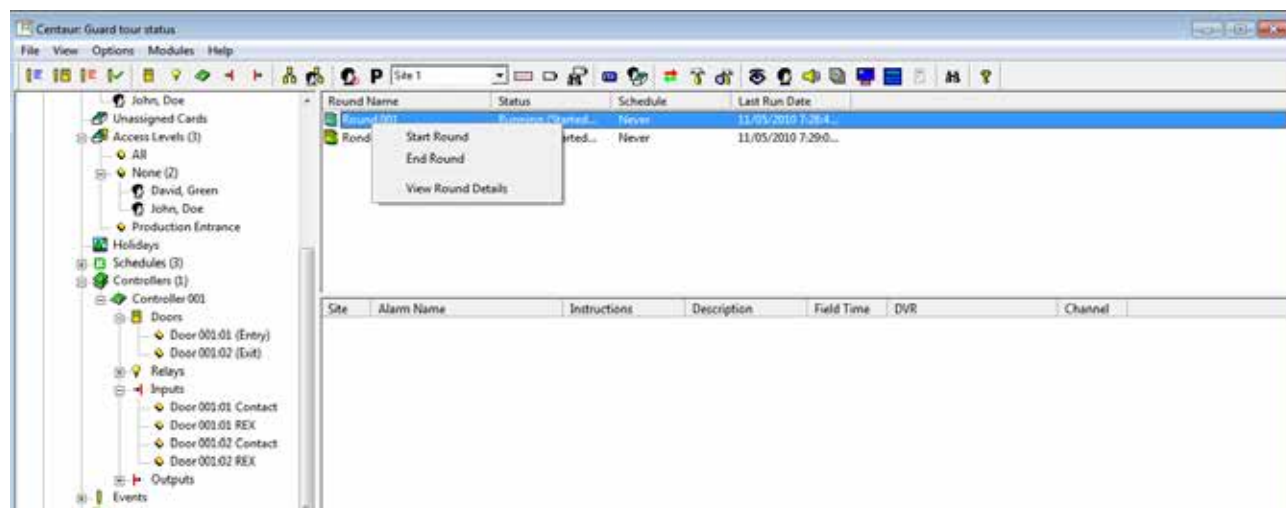 Centaur: Guard tour status
File View Options Modules Help
P Site 1
John, Doe
Unassigned Cards
Access Levels (3)
All
None (2)
David, Green
John, Doe
Production Entrance
Holidays
Schedules (3)
Controllers (1)
Controller 001
Doors
Door 001:01 (Entry)
Door 001:02 (Exit)
Relays
Inputs
Door 001:01 Contact
Door 001:01 REX
Door 001:02 Contact
Door 001:02 REX
Outputs
Events
Round Name Status Schedule Last Run Date
Round 001 Running (Started... Never 11/05/2010 7:28:4...
Rond arted... Never 11/05/2010 7:29:0...
Start Round
End Round
View Round Details
Site Alarm Name Instructions Description Field Time DVR Channel